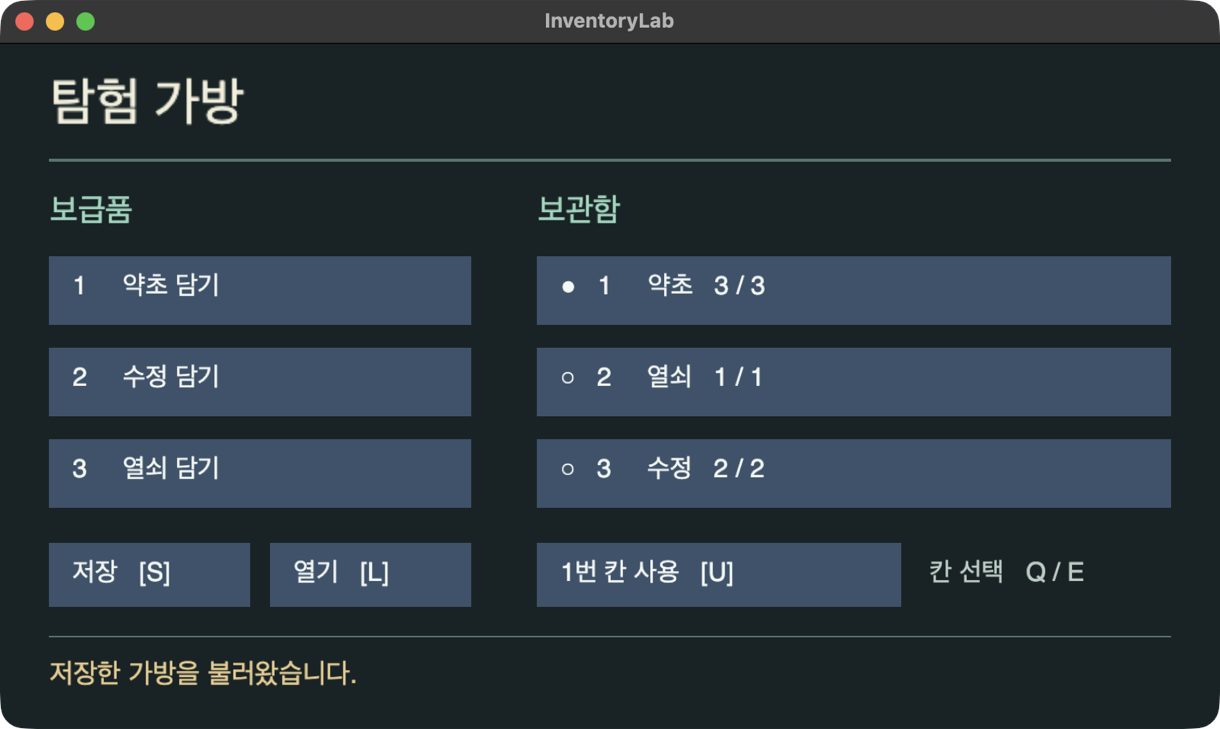 InventoryLab
탐험 가방
보급품
1 약초 담기
2 수정 담기
3 열쇠 담기
저장 [S] 열기 [L]
보관함
● 1 약초 3 / 3
○ 2 열쇠 1 / 1
○ 3 수정 2 / 2
1번 칸 사용 [U] 칸 선택 Q / E
저장한 가방을 불러왔습니다.